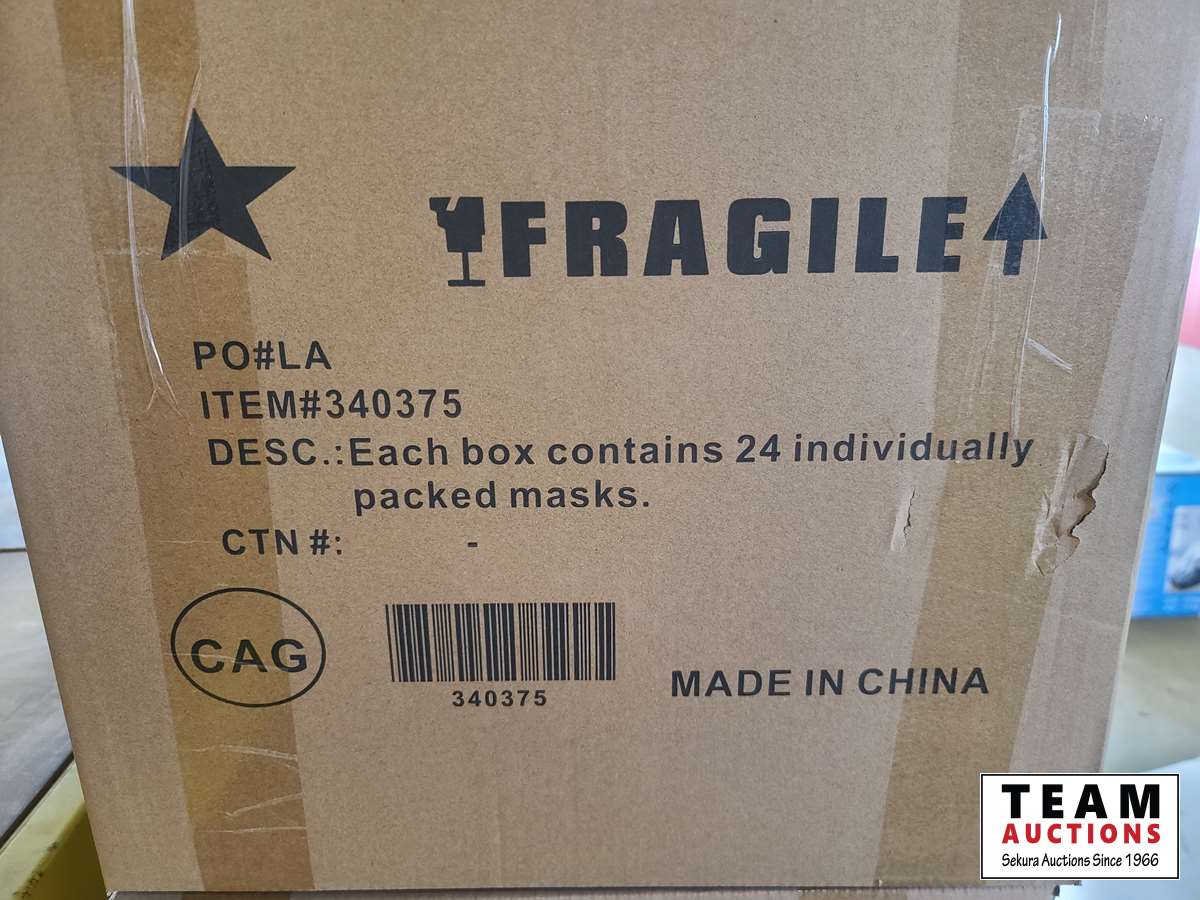 FRAGILE
PO#LA
ITEM#340375
DESC.:Each box contains 24 individually
packed masks.
CTN #: -
CAG
340375
MADE IN CHINA
TEAM
AUCTIONS
Sekura Auctions Since 1966